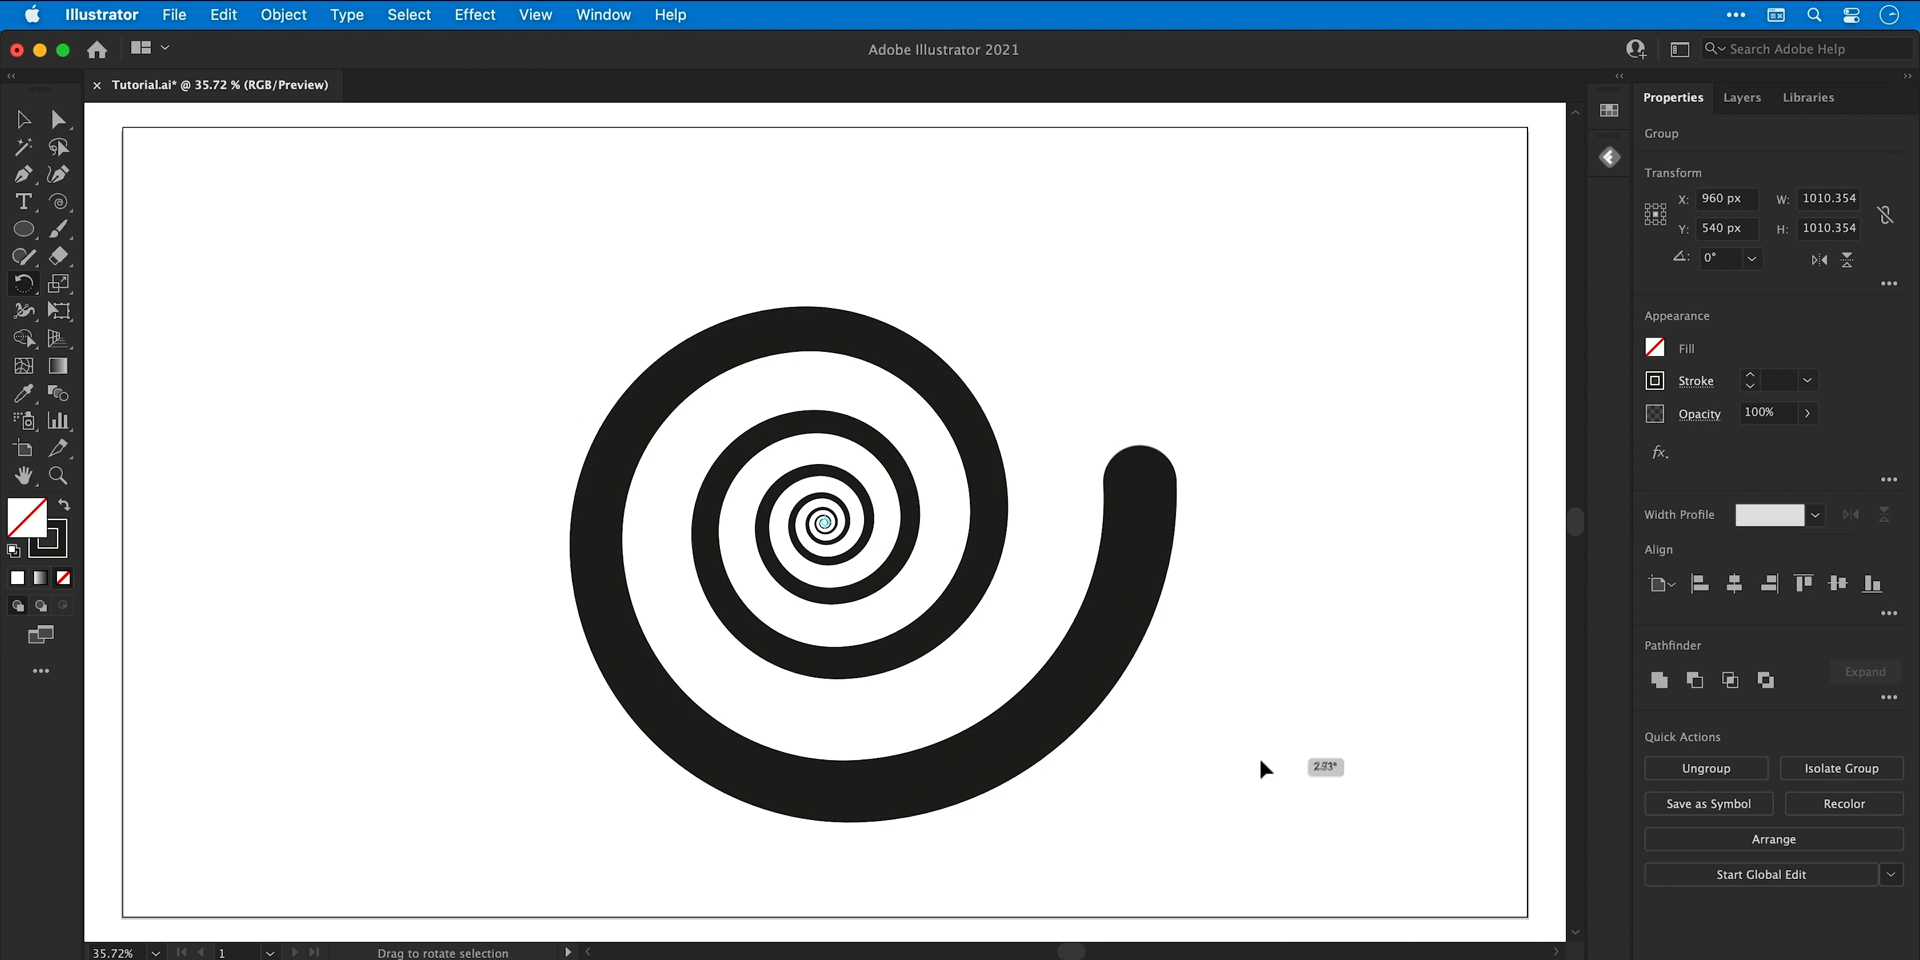 Illustrator File Edit Object Type Select Effect View Window Help
Adobe Illustrator 2021
Search Adobe Help
Tutorial.ai* @ 35.72 % (RGB/Preview)
Properties Layers Libraries
Group
Transform
X: 960 px W: 1010.354
Y: 540 px H: 1010.354
0°
Appearance
Fill
Stroke
Opacity 100%
fx.
Width Profile
Align
Pathfinder
Expand
Quick Actions
Ungroup Isolate Group
Save as Symbol Recolor
Arrange
Start Global Edit
35.72% 1 Drag to rotate selection